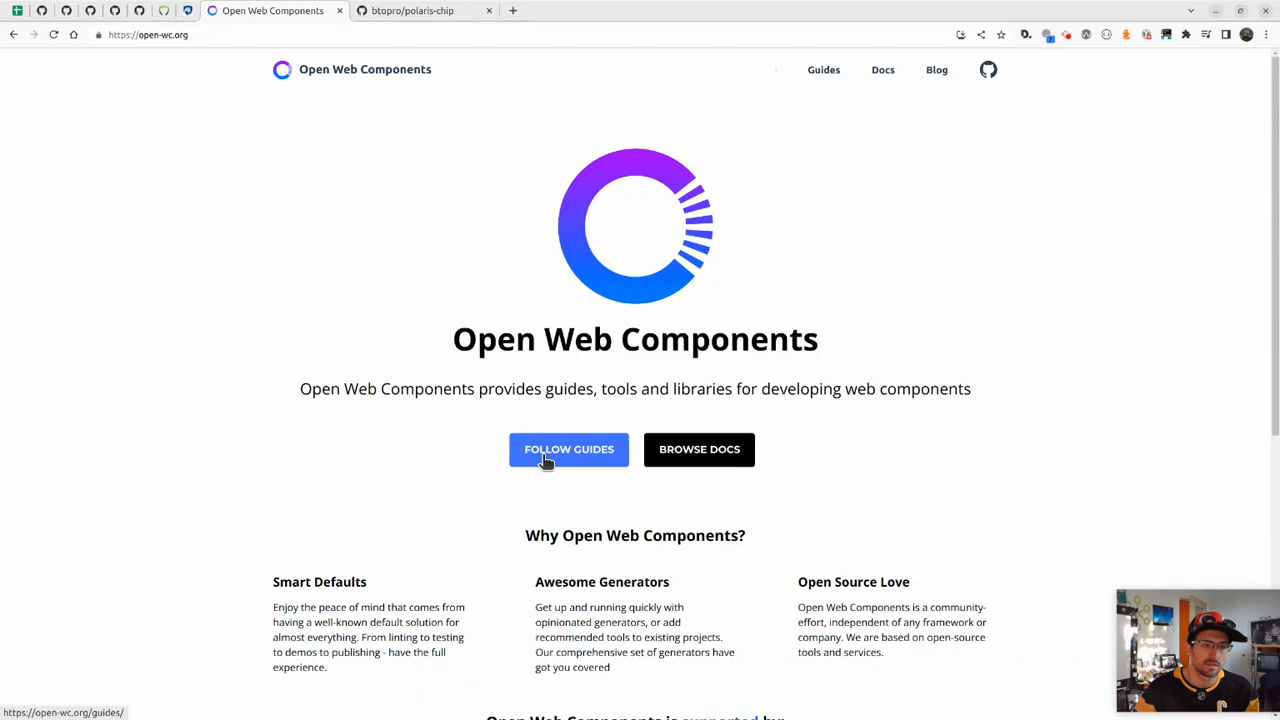 Open Web Components
btopro/polaris-chip
https://open-wc.org
Open Web Components
Guides
Docs
Blog
Open Web Components
Open Web Components provides guides, tools and libraries for developing web components
FOLLOW GUIDES
BROWSE DOCS
Why Open Web Components?
Smart Defaults
Enjoy the peace of mind that comes from
having a well-known default solution for
almost everything. From linting to testing
to demos to publishing - have the full
experience.
Awesome Generators
Get up and running quickly with
opinionated generators, or add
recommended tools to existing projects.
Our comprehensive set of generators have
got you covered
Open Source Love
Open Web Components is a community-
effort, independent of any framework or
company. We are based on open-source
tools and services.
https://open-wc.org/guides/
Open Web Components is supported by: